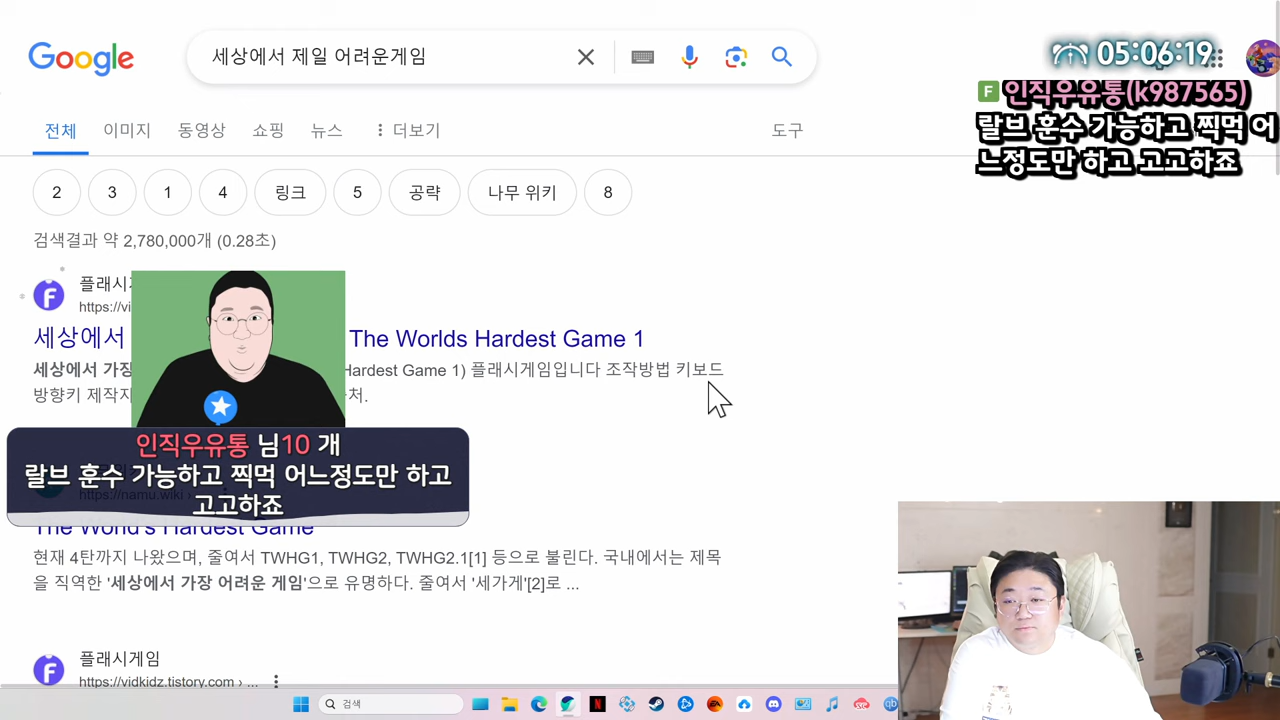 Google
세상에서 제일 어려운게임
05:06:19
F 인직우유통(k987565)
랄브 훈수 가능하고 찍먹 어
느정도만 하고 고고하죠
전체 이미지 동영상 쇼핑 뉴스 더보기 도구
2 3 1 4 링크 5 공략 나무 위키 8
검색결과 약 2,780,000개 (0.28초)
플래시
https://vi
세상에서 The Worlds Hardest Game 1
세상에서 가장 Hardest Game 1) 플래시게임입니다 조작방법 키보드
방향키 제작자 처.
인직우유통 님10 개
랄브 훈수 가능하고 찍먹 어느정도만 하고
고고하죠
https://namu.wiki ›
The World's Hardest Game
현재 4탄까지 나왔으며, 줄여서 TWHG1, TWHG2, TWHG2.1[1] 등으로 불린다. 국내에서는 제목
을 직역한 '세상에서 가장 어려운 게임'으로 유명하다. 줄여서 '세가게'[2]로 ...
플래시게임
https://vidkidz.tistory.com › ...
검색